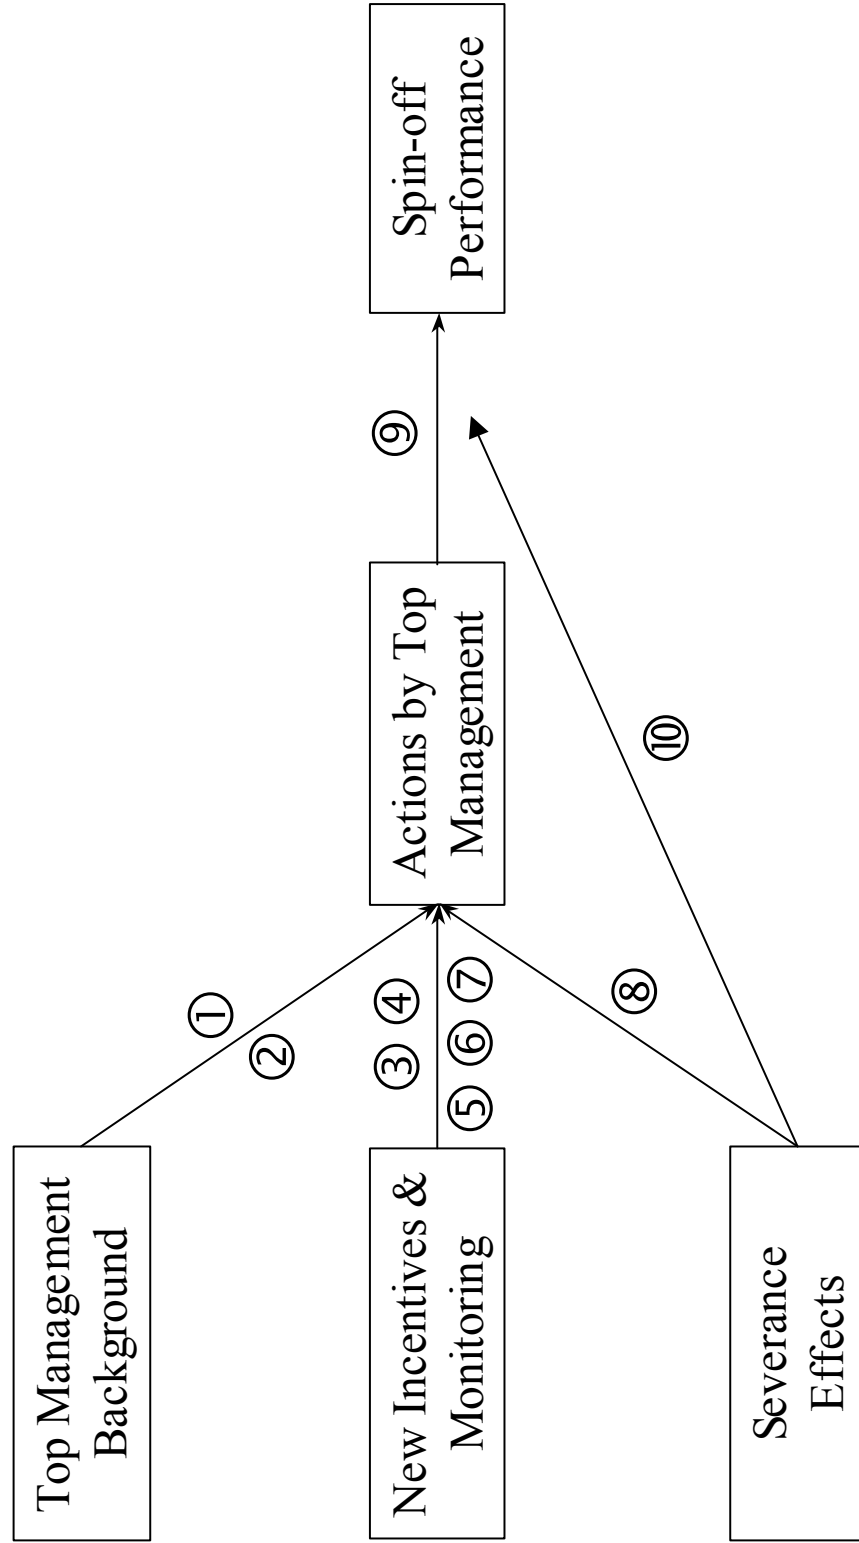 Top Management
Background
①
②
New Incentives &
Monitoring
③ ④
⑤ ⑥ ⑦
Actions by Top
Management
⑨
Spin-off
Performance
Severance
Effects
⑧
⑩